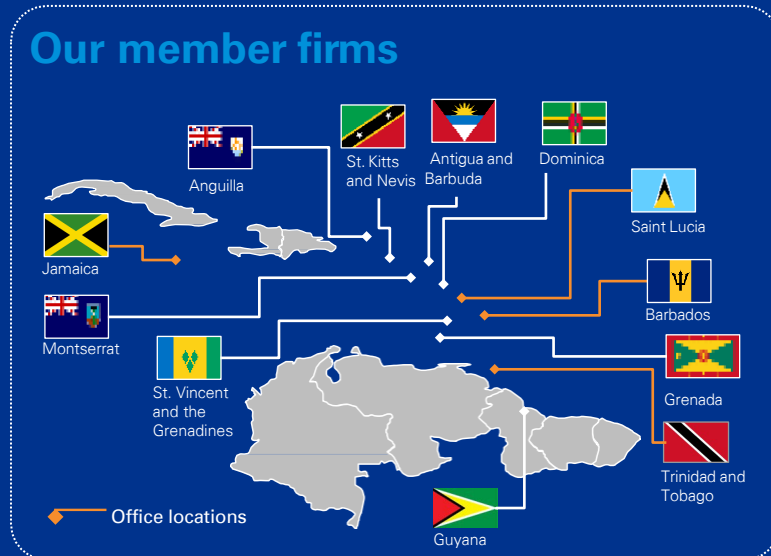 Our member firms
Anguilla
St. Kitts
and Nevis
Antigua and
Barbuda
Dominica
Saint Lucia
Jamaica
Barbados
Montserrat
St. Vincent
and the
Grenadines
Grenada
Trinidad and
Tobago
Office locations
Guyana